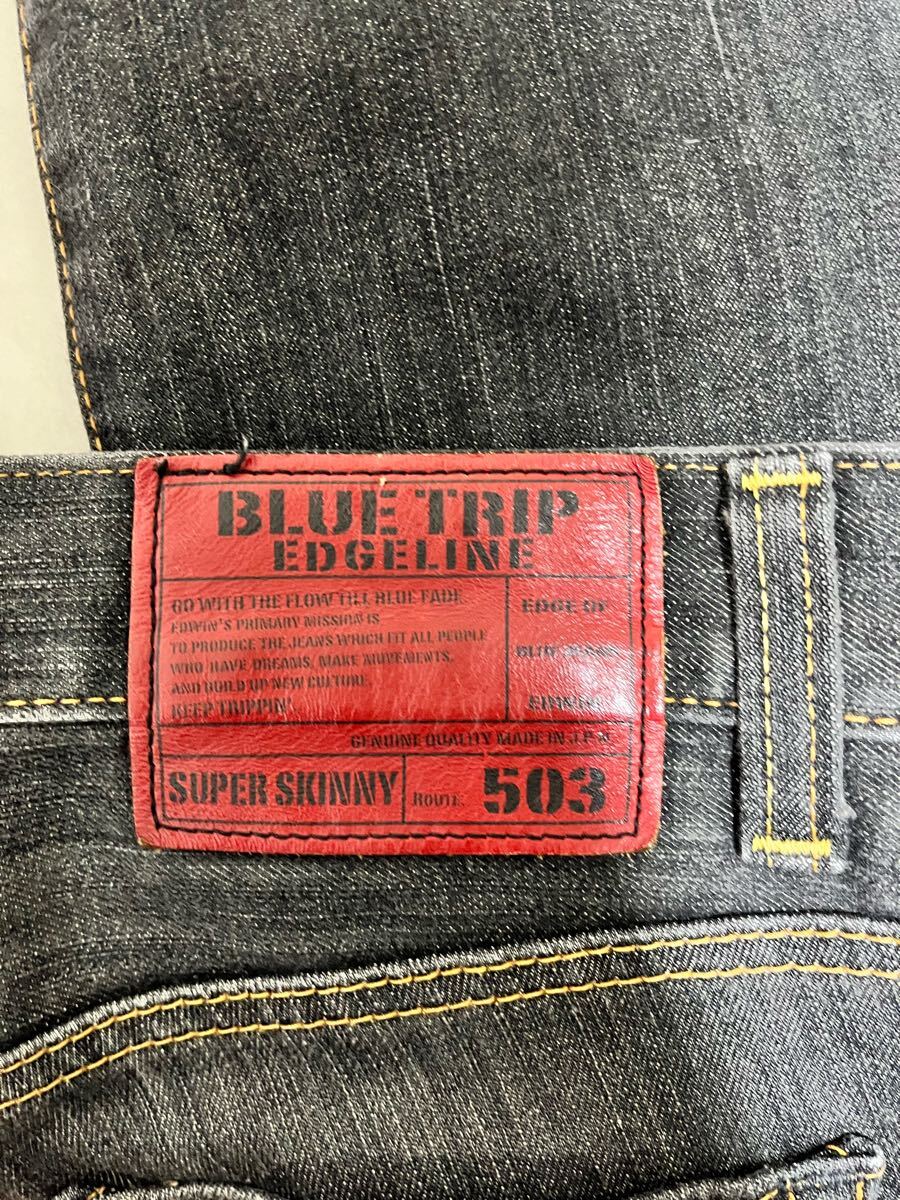 BLUE TRIP
EDGELINE
GO WITH THE FLOW TILL BLUE FADE
EDWIN'S PRIMARY MISSION IS
TO PRODUCE THE JEANS WHICH FIT ALL PEOPLE
WHO HAVE DREAMS, MAKE MOVEMENTS,
AND BUILD UP NEW CULTURE.
KEEP TRIPPIN'.
EDGE OF
BLUE JEANS
EDWIN
GENUINE QUALITY MADE IN J.P.N
SUPER SKINNY
ROUTE. 503